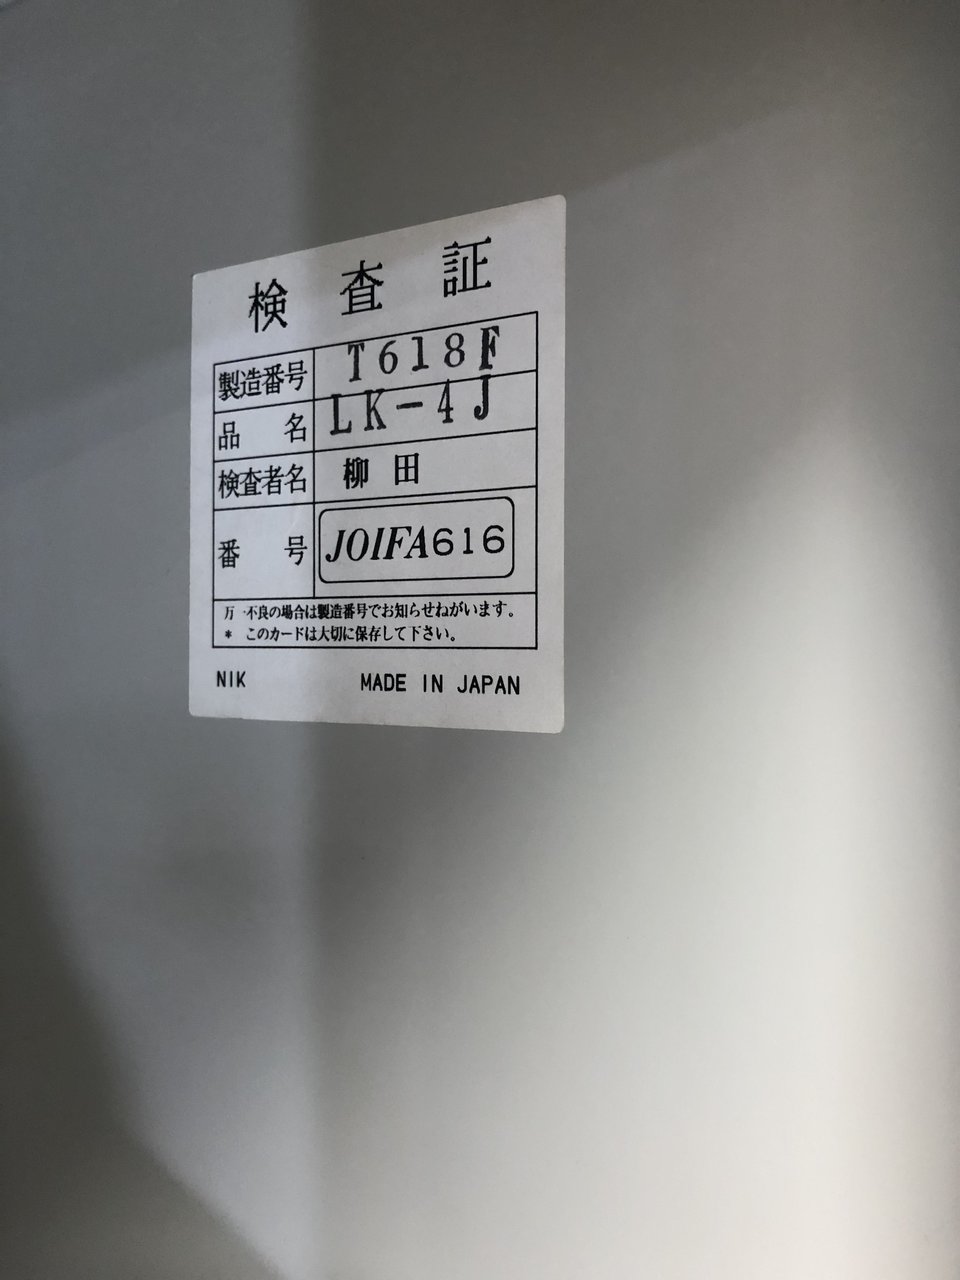 検査証
製造番号 T618F
品名 LK-4J
検査者名 柳田
番号 JOIFA616
万一不良の場合は製造番号でお知らせねがいます。
* このカードは大切に保存して下さい。
NIK MADE IN JAPAN